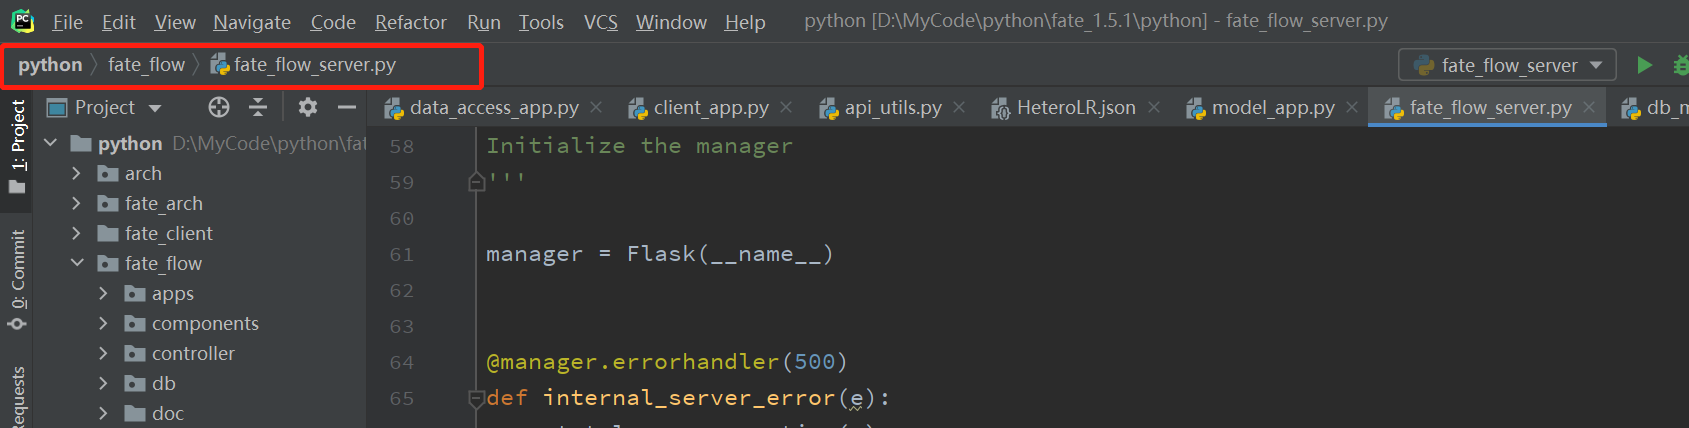 PC File Edit View Navigate Code Refactor Run Tools VCS Window Help python [D:\MyCode\python\fate_1.5.1\python] - fate_flow_server.py
python fate_flow fate_flow_server.py fate_flow_server
Project
data_access_app.py client_app.py api_utils.py HeteroLR.json model_app.py fate_flow_server.py
1: Project
0: Commit
python D:\MyCode\python\fat
arch
fate_arch
fate_client
fate_flow
apps
components
controller
db
doc
58 Initialize the manager
59 '''
60
61 manager = Flask(__name__)
62
63
64 @manager.errorhandler(500)
65 def internal_server_error(e):